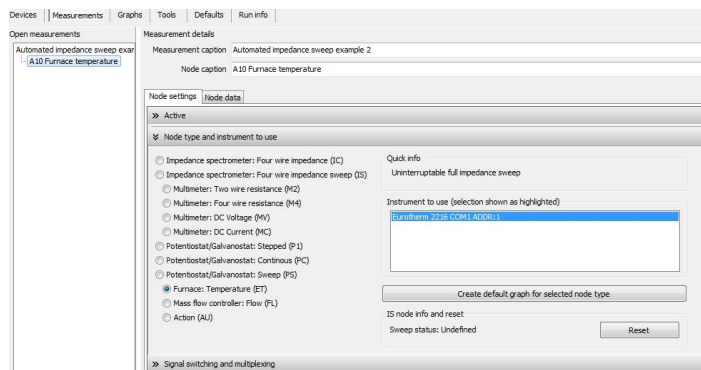 Devices Measurements Graphs Tools Defaults Run info
Open measurements
Automated impedance sweep exar
A10 Furnace temperature
Measurement details
Measurement caption Automated impedance sweep example 2
Node caption A10 Furnace temperature
Node settings Node data
Active
Node type and instrument to use
Impedance spectrometer: Four wire impedance (IC)
Impedance spectrometer: Four wire impedance sweep (IS)
Multimeter: Two wire resistance (M2)
Multimeter: Four wire resistance (M4)
Multimeter: DC Voltage (MV)
Multimeter: DC Current (MC)
Potentiostat/Galvanostat: Stepped (P1)
Potentiostat/Galvanostat: Continous (PC)
Potentiostat/Galvanostat: Sweep (PS)
Furnace: Temperature (ET)
Mass flow controller: Flow (FL)
Action (AU)
Quick info
Uninterruptable full impedance sweep
Instrument to use (selection shown as highlighted)
Eurotherm 2216 COM1 ADDR:1
Create default graph for selected node type
IS node info and reset
Sweep status: Undefined Reset
Signal switching and multiplexing